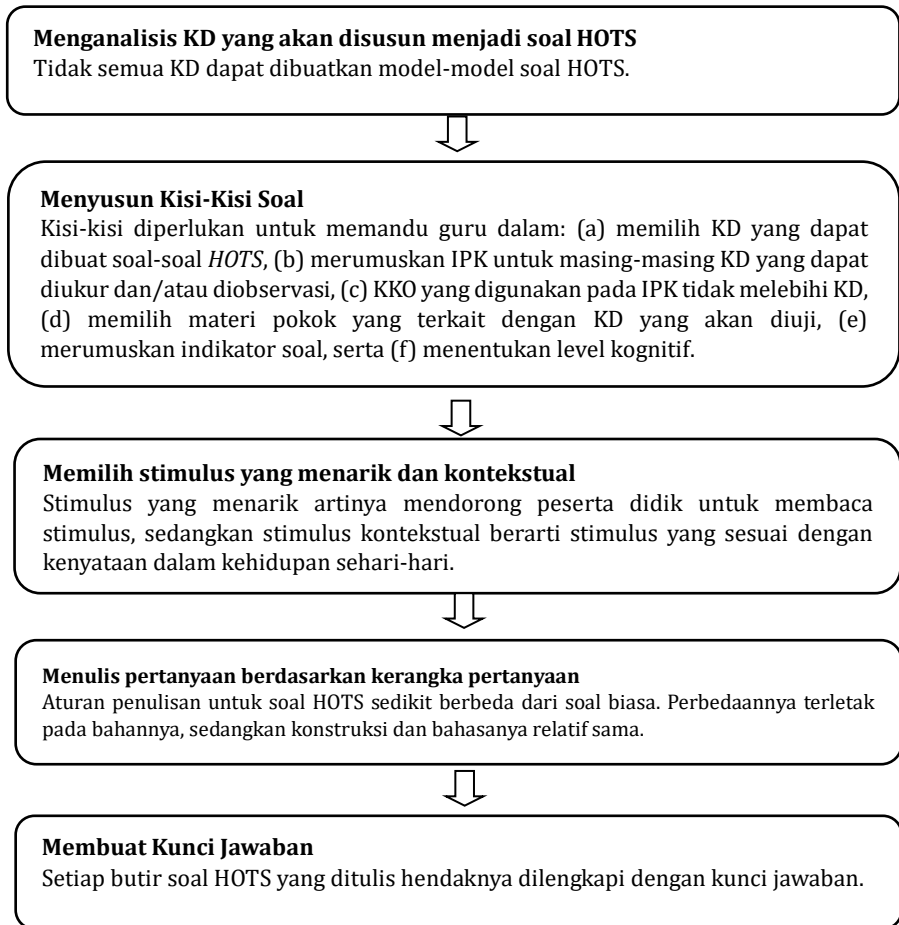 Menganalisis KD yang akan disusun menjadi soal HOTS
Tidak semua KD dapat dibuatkan model-model soal HOTS.
Menyusun Kisi-Kisi Soal
Kisi-kisi diperlukan untuk memandu guru dalam: (a) memilih KD yang dapat
dibuat soal-soal HOTS, (b) merumuskan IPK untuk masing-masing KD yang dapat
diukur dan/atau diobservasi, (c) KKO yang digunakan pada IPK tidak melebihi KD,
(d) memilih materi pokok yang terkait dengan KD yang akan diuji, (e)
merumuskan indikator soal, serta (f) menentukan level kognitif.
Memilih stimulus yang menarik dan kontekstual
Stimulus yang menarik artinya mendorong peserta didik untuk membaca
stimulus, sedangkan stimulus kontekstual berarti stimulus yang sesuai dengan
kenyataan dalam kehidupan sehari-hari.
Menulis pertanyaan berdasarkan kerangka pertanyaan
Aturan penulisan untuk soal HOTS sedikit berbeda dari soal biasa. Perbedaannya terletak
pada bahannya, sedangkan konstruksi dan bahasanya relatif sama.
Membuat Kunci Jawaban
Setiap butir soal HOTS yang ditulis hendaknya dilengkapi dengan kunci jawaban.